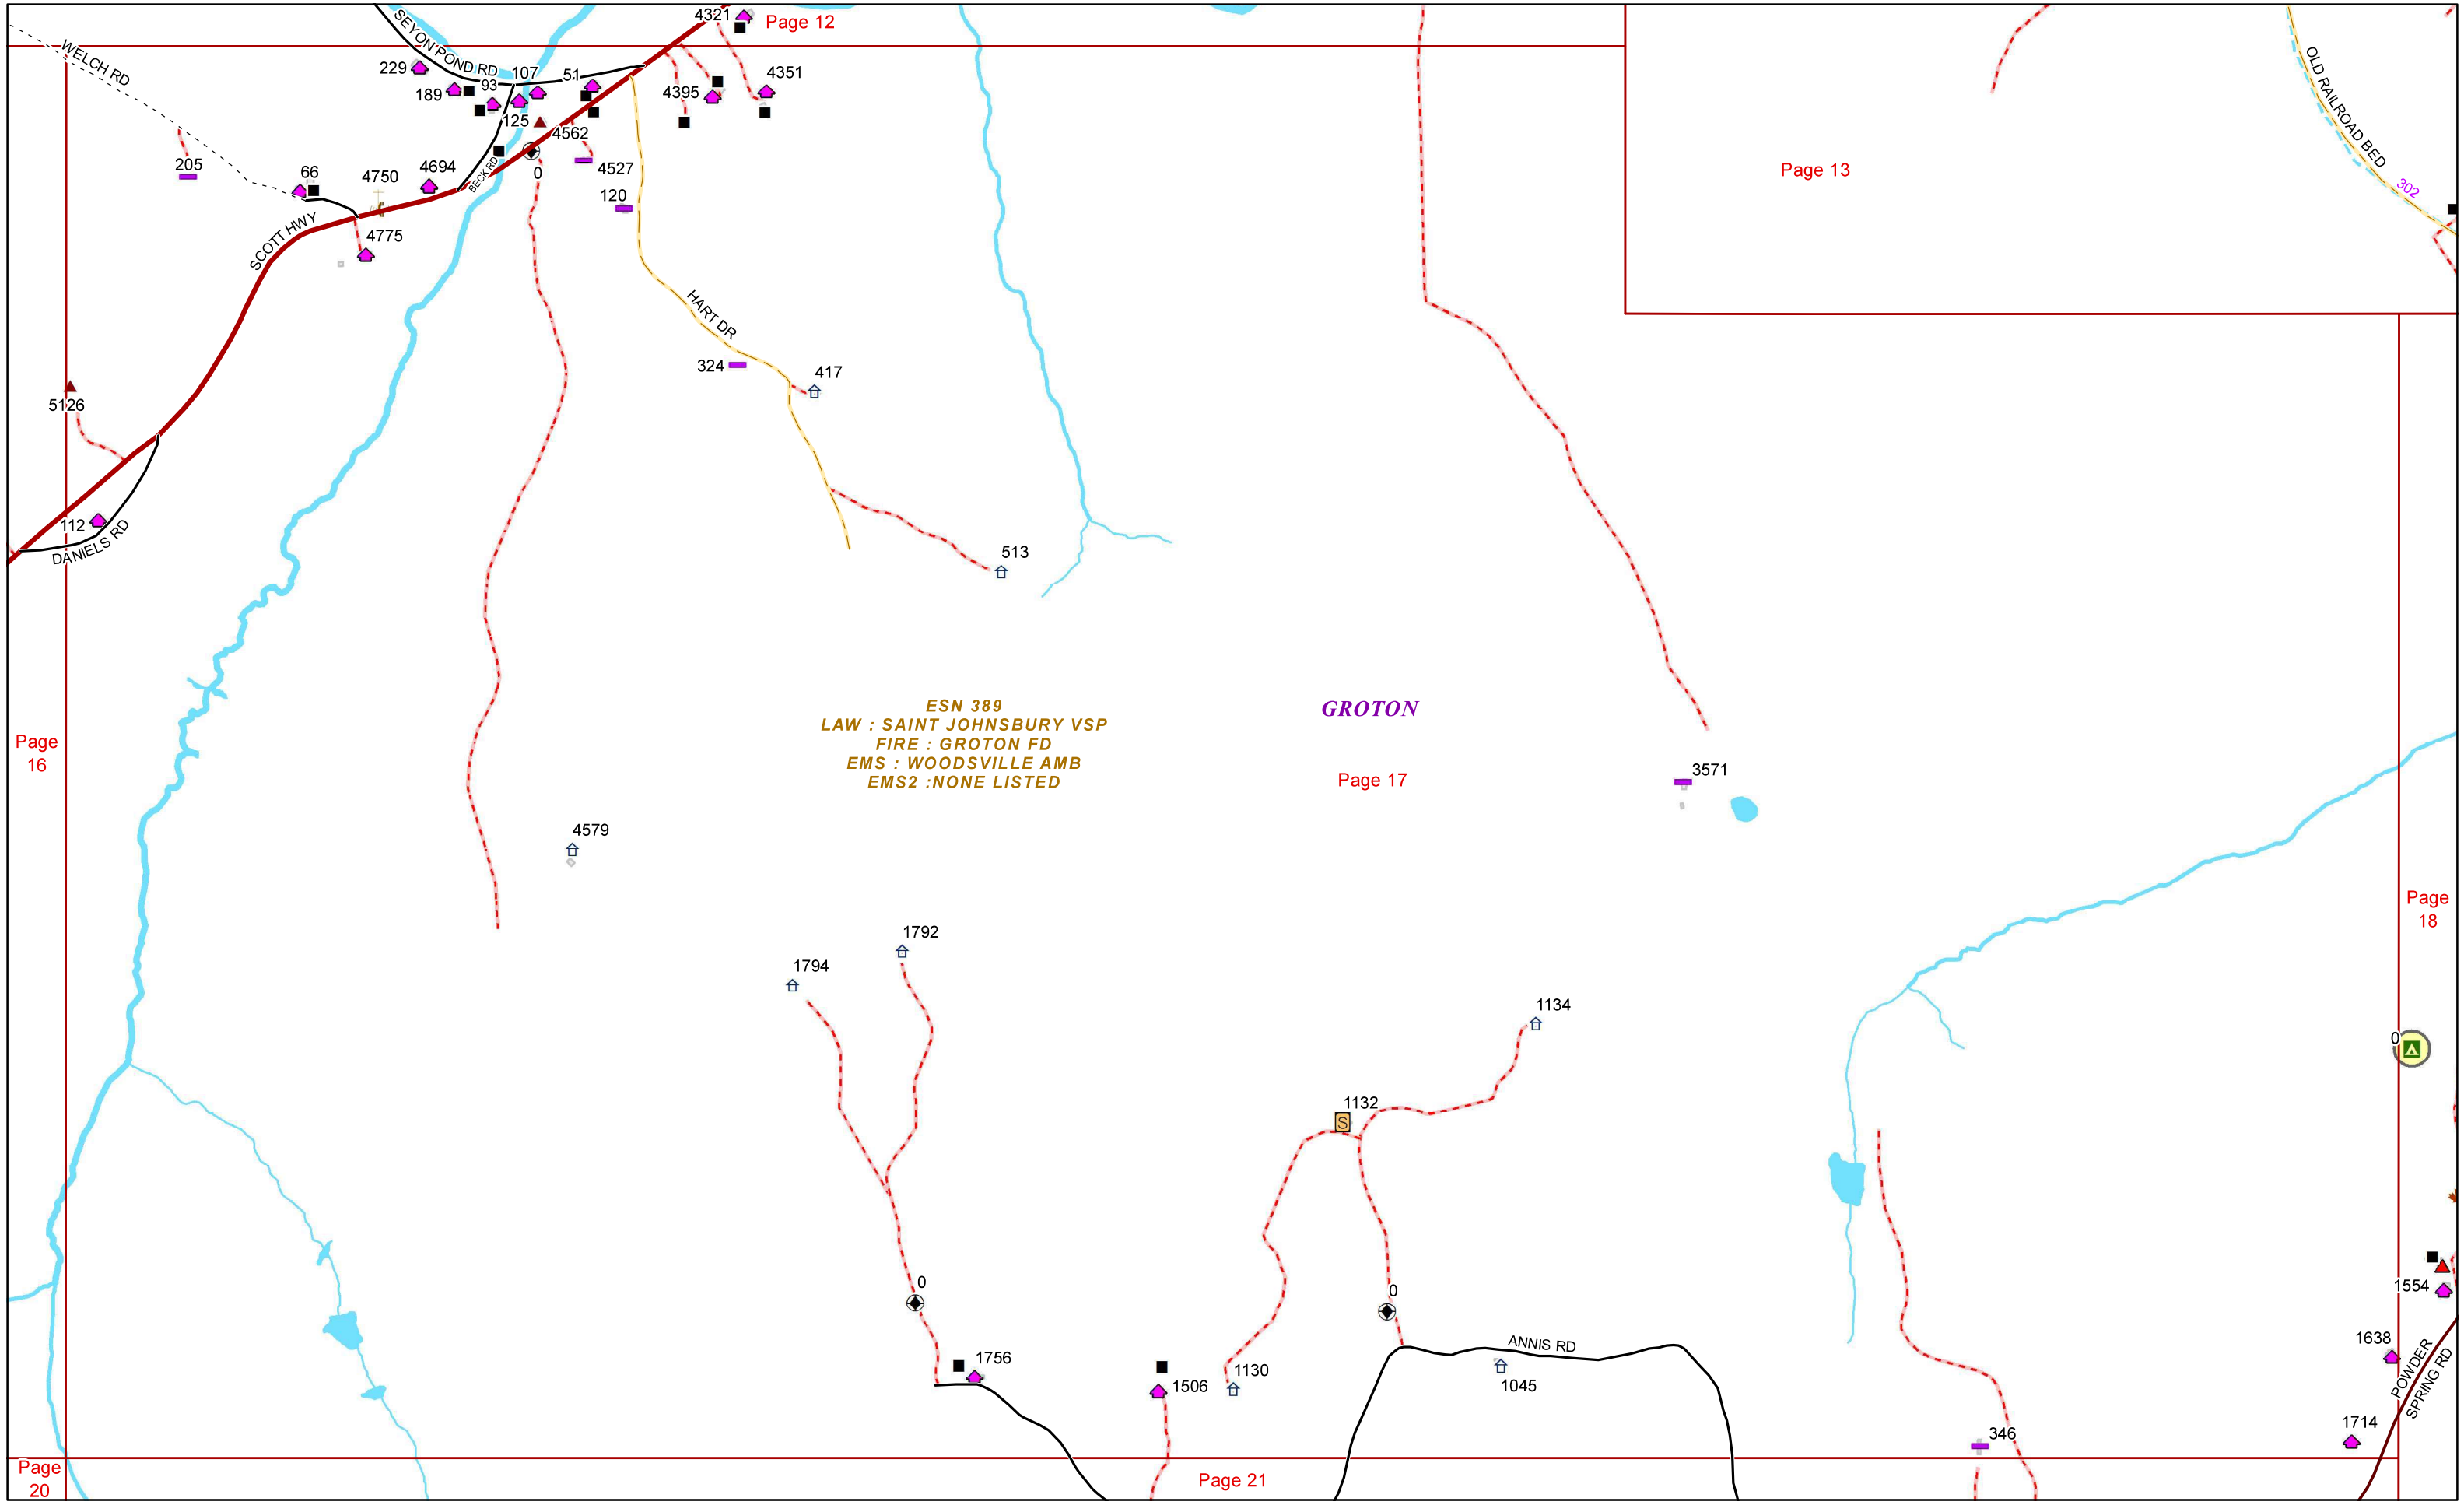 4321
Page 12
SEYON POND RD
WELCH RD
229
107
51
4351
OLD RAILROAD BED
189
93
4395
125
4562
Page 13
205
66
4750
4694
BECK RD
0
4527
302
120
SCOTT HWY
4775
HART DR
324
417
5126
112
DANIELS RD
513
ESN 389
LAW : SAINT JOHNSBURY VSP
FIRE : GROTON FD
EMS : WOODSVILLE AMB
EMS2 :NONE LISTED
GROTON
Page
16
Page 17
3571
4579
Page
18
1792
1794
1134
0
1132
S
0
0
1554
ANNIS RD
1638
1756
1506
1130
1045
POWDER
SPRING RD
1714
346
Page
20
Page 21